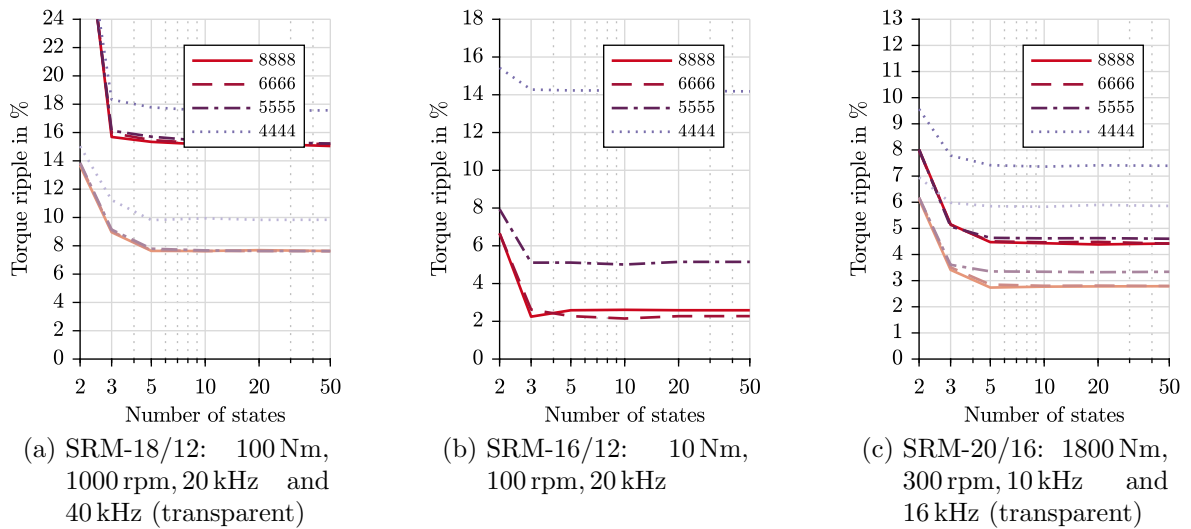 24
22
20
18
16
14
12
10
8
6
4
2
0
Torque ripple in %
8888
6666
5555
4444
2 3 5 10 20 50
Number of states
(a) SRM-18/12: 100 Nm,
1000 rpm, 20 kHz and
40 kHz (transparent)
18
16
14
12
10
8
6
4
2
0
Torque ripple in %
8888
6666
5555
4444
2 3 5 10 20 50
Number of states
(b) SRM-16/12: 10 Nm,
100 rpm, 20 kHz
13
12
11
10
9
8
7
6
5
4
3
2
1
0
Torque ripple in %
8888
6666
5555
4444
2 3 5 10 20 50
Number of states
(c) SRM-20/16: 1800 Nm,
300 rpm, 10 kHz and
16 kHz (transparent)